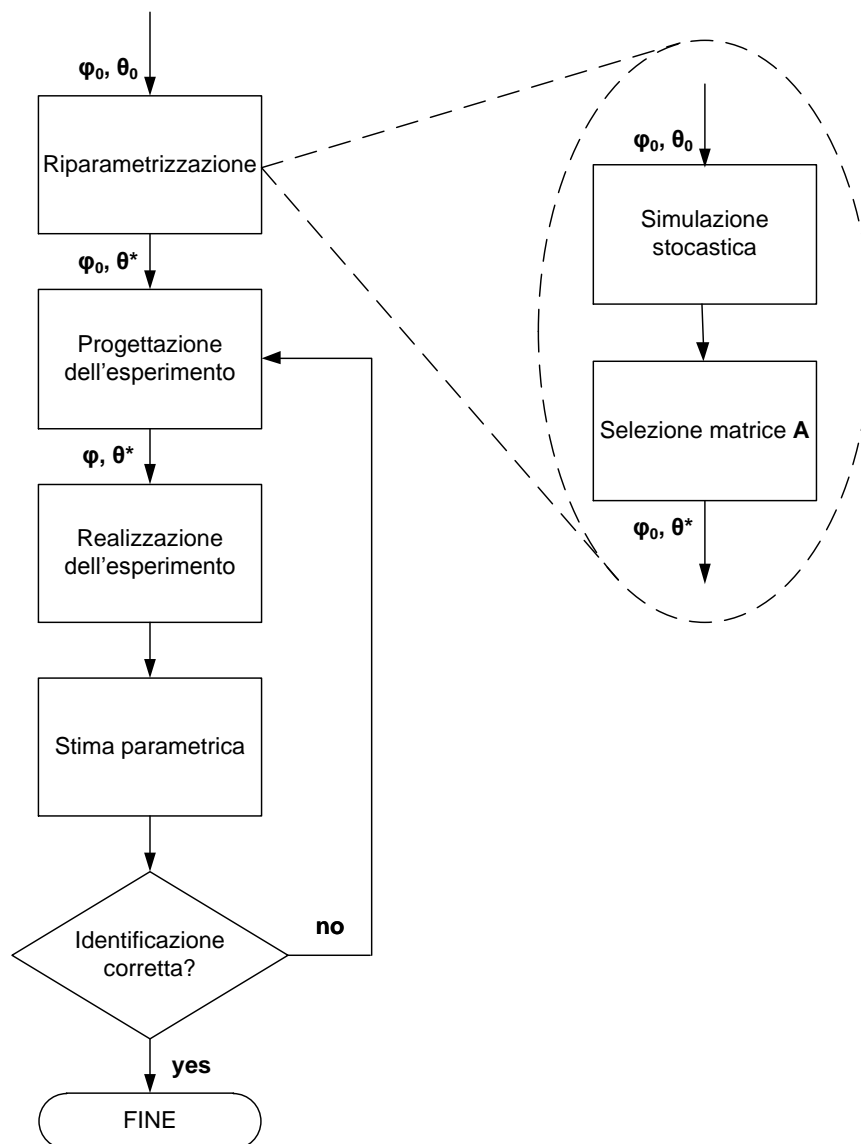 φ₀, θ₀
Riparametrizzazione
φ₀, θ*
Progettazione
dell’esperimento
φ, θ*
Realizzazione
dell’esperimento
Stima parametrica
Identificazione
corretta?
no
yes
FINE
φ₀, θ₀
Simulazione
stocastica
Selezione matrice A
φ₀, θ*